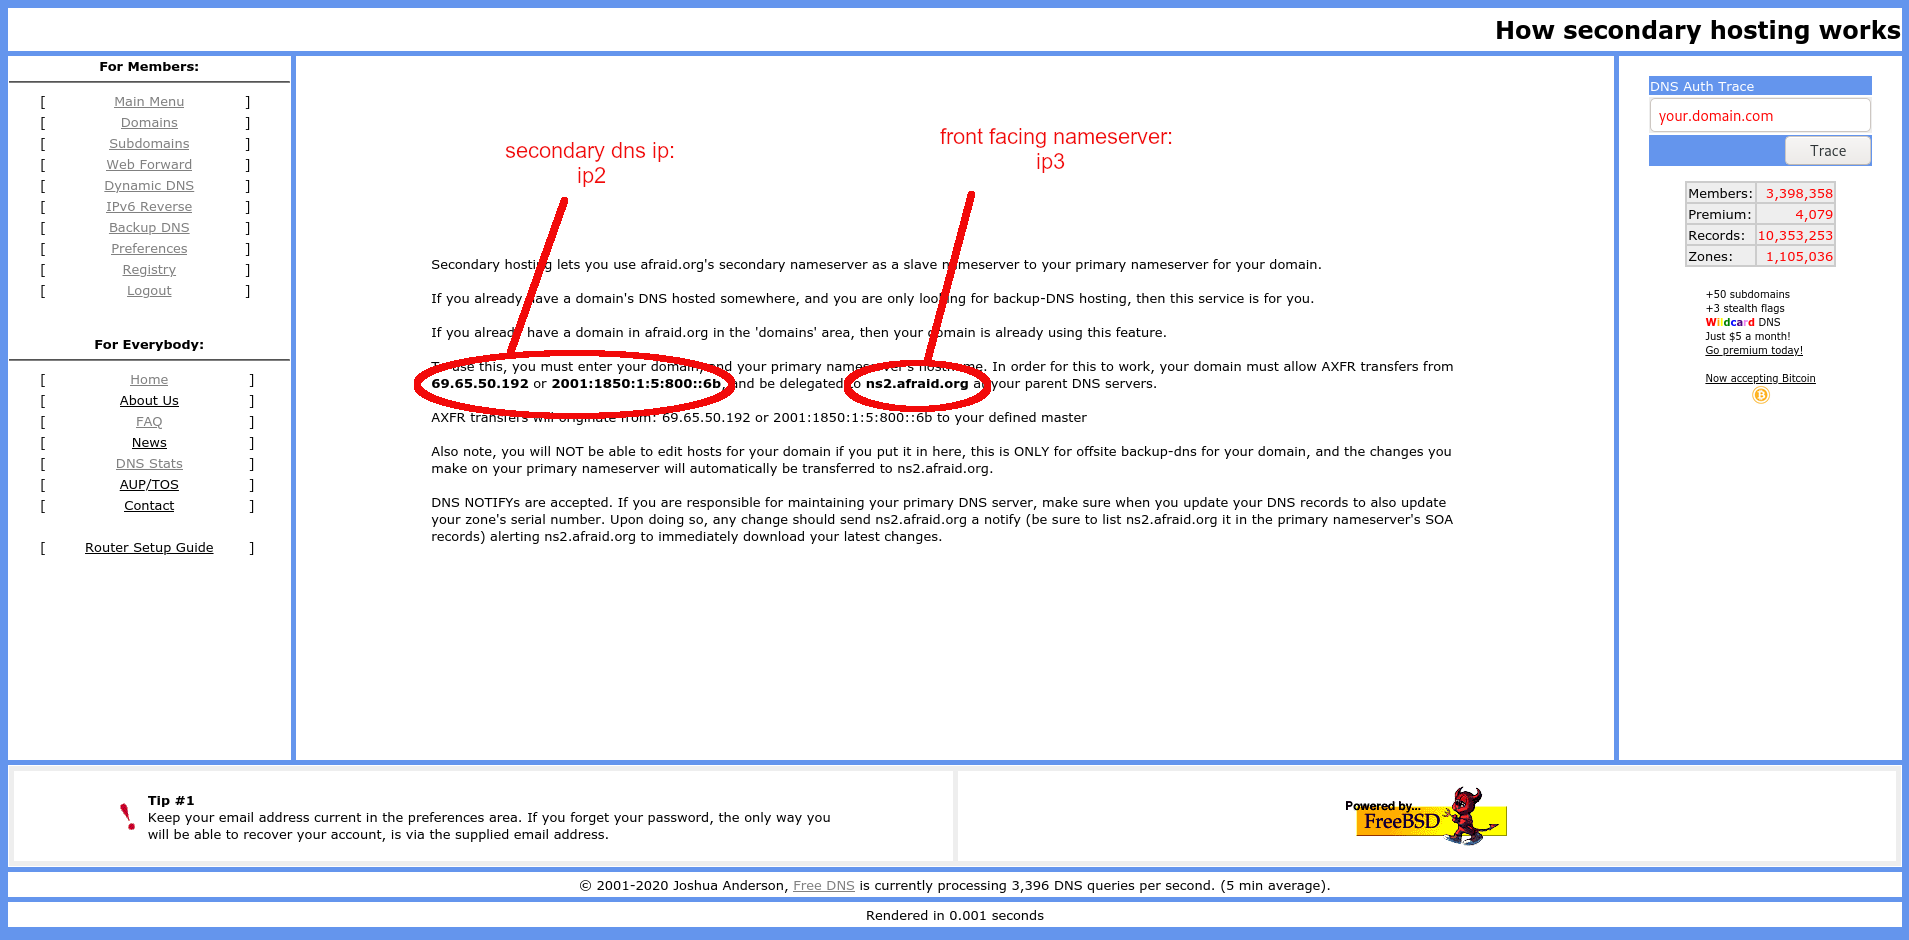 How secondary hosting works
For Members:
[ Main Menu ]
[ Domains ]
[ Subdomains ]
[ Web Forward ]
[ Dynamic DNS ]
[ IPv6 Reverse ]
[ Backup DNS ]
[ Preferences ]
[ Registry ]
[ Logout ]
For Everybody:
[ Home ]
[ About Us ]
[ FAQ ]
[ News ]
[ DNS Stats ]
[ AUP/TOS ]
[ Contact ]
[ Router Setup Guide ]
secondary dns ip:
ip2
front facing nameserver:
ip3
Secondary hosting lets you use afraid.org's secondary nameserver as a slave nameserver to your primary nameserver for your domain.
If you already have a domain's DNS hosted somewhere, and you are only looking for backup-DNS hosting, then this service is for you.
If you already have a domain in afraid.org in the 'domains' area, then your domain is already using this feature.
To use this, you must enter your domain, and your primary nameserver's hostname. In order for this to work, your domain must allow AXFR transfers from
69.65.50.192 or 2001:1850:1:5:800::6b, and be delegated to ns2.afraid.org at your parent DNS servers.
AXFR transfers will originate from: 69.65.50.192 or 2001:1850:1:5:800::6b to your defined master
Also note, you will NOT be able to edit hosts for your domain if you put it in here, this is ONLY for offsite backup-dns for your domain, and the changes you
make on your primary nameserver will automatically be transferred to ns2.afraid.org.
DNS NOTIFYs are accepted. If you are responsible for maintaining your primary DNS server, make sure when you update your DNS records to also update
your zone's serial number. Upon doing so, any change should send ns2.afraid.org a notify (be sure to list ns2.afraid.org it in the primary nameserver's SOA
records) alerting ns2.afraid.org to immediately download your latest changes.
DNS Auth Trace
your.domain.com
Trace
Members: 3,398,358
Premium: 4,079
Records: 10,353,253
Zones: 1,105,036
+50 subdomains
+3 stealth flags
Wildcard DNS
Just $5 a month!
Go premium today!
Now accepting Bitcoin
Tip #1
Keep your email address current in the preferences area. If you forget your password, the only way you
will be able to recover your account, is via the supplied email address.
Powered by...
FreeBSD
© 2001-2020 Joshua Anderson, Free DNS is currently processing 3,396 DNS queries per second. (5 min average).
Rendered in 0.001 seconds